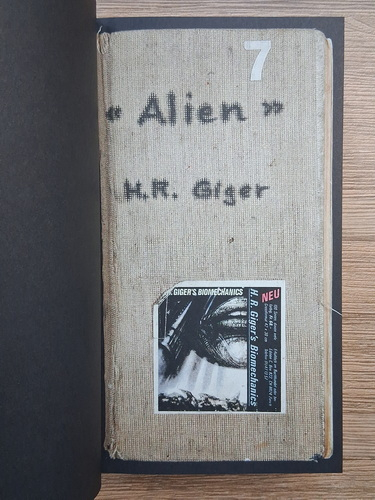 7
« Alien »
H.R. Giger
H.R. GIGER'S BIOMECHANICS
NEU
H.R. Giger's Biomechanics